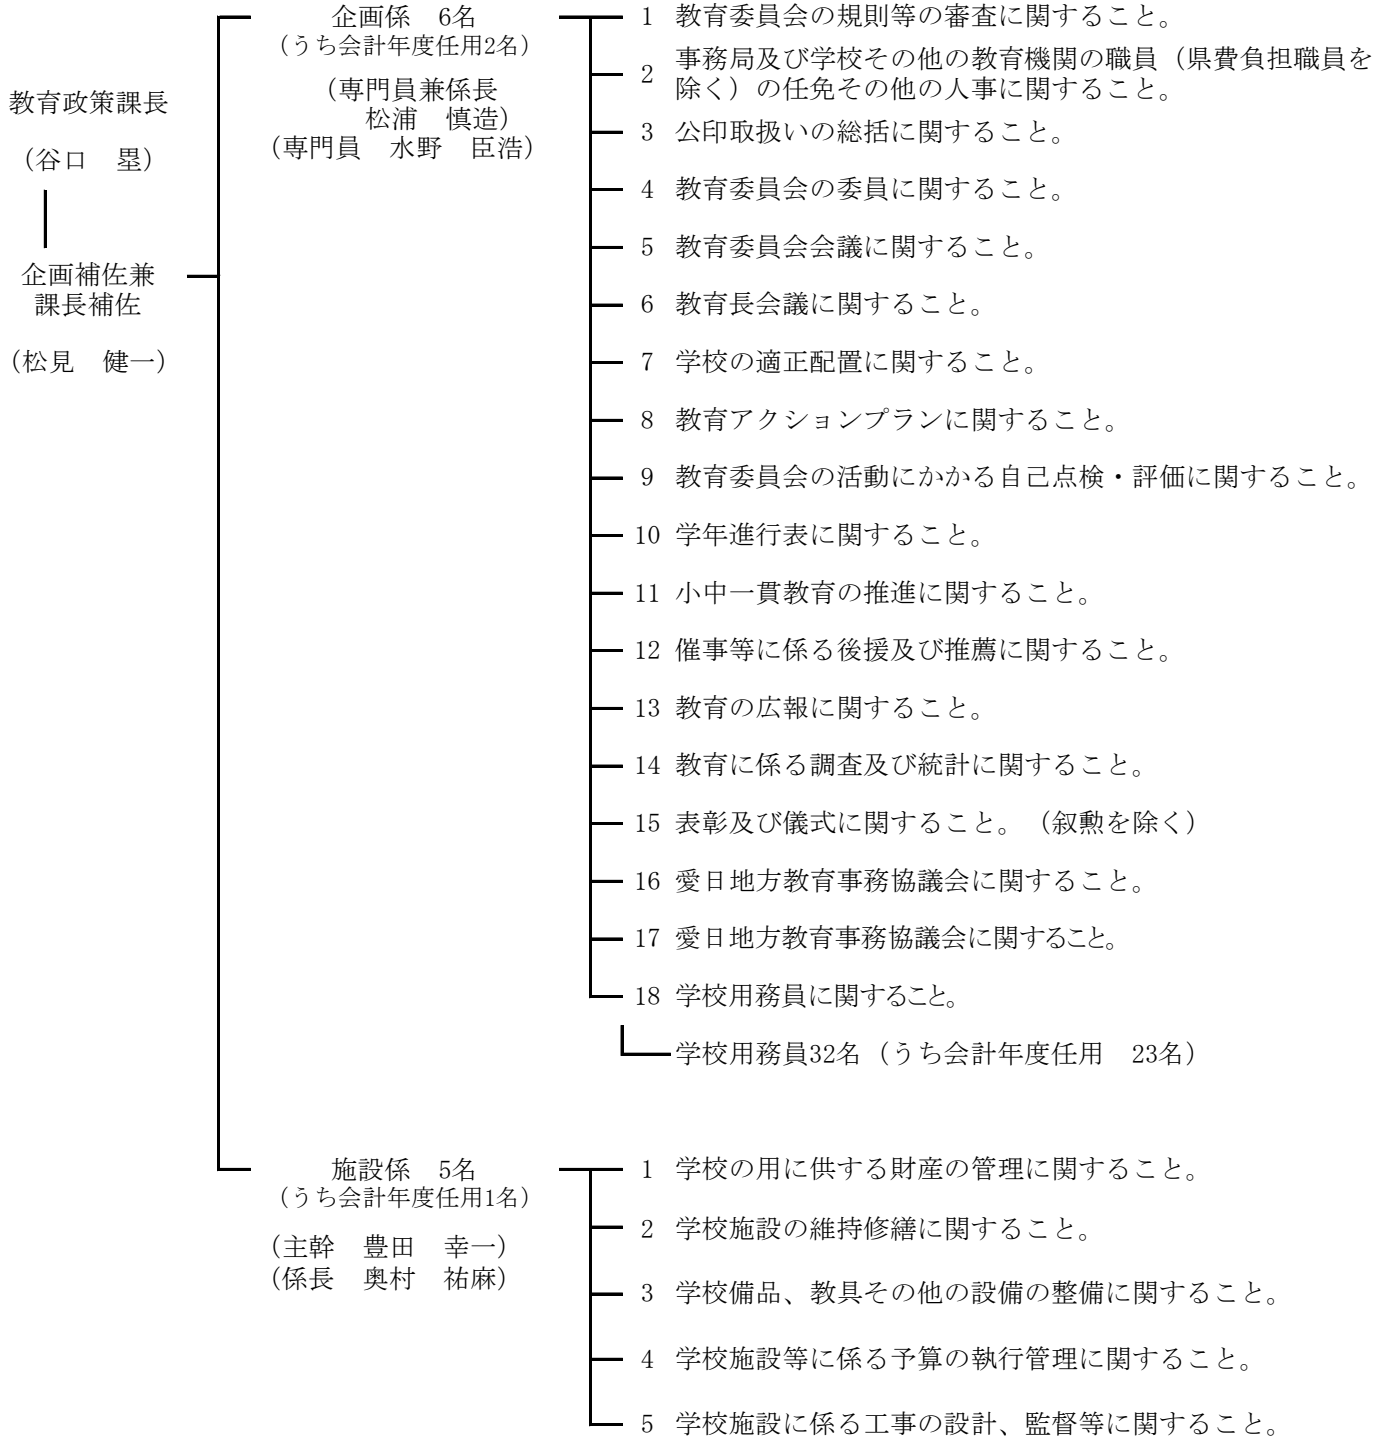 教育政策課長
（谷口　塁）
企画補佐兼
課長補佐
（松見　健一）
企画係　6名
（うち会計年度任用2名）
（専門員兼係長
松浦　慎造）
（専門員　水野　臣浩）
1 教育委員会の規則等の審査に関すること。
2 事務局及び学校その他の教育機関の職員（県費負担職員を
除く）の任免その他の人事に関すること。
3 公印取扱いの総括に関すること。
4 教育委員会の委員に関すること。
5 教育委員会会議に関すること。
6 教育長会議に関すること。
7 学校の適正配置に関すること。
8 教育アクションプランに関すること。
9 教育委員会の活動にかかる自己点検・評価に関すること。
10 学年進行表に関すること。
11 小中一貫教育の推進に関すること。
12 催事等に係る後援及び推薦に関すること。
13 教育の広報に関すること。
14 教育に係る調査及び統計に関すること。
15 表彰及び儀式に関すること。（叙勲を除く）
16 愛日地方教育事務協議会に関すること。
17 愛日地方教育事務協議会に関すること。
18 学校用務員に関すること。
学校用務員32名（うち会計年度任用　23名）
施設係　5名
（うち会計年度任用1名）
（主幹　豊田　幸一）
（係長　奥村　祐麻）
1 学校の用に供する財産の管理に関すること。
2 学校施設の維持修繕に関すること。
3 学校備品、教具その他の設備の整備に関すること。
4 学校施設等に係る予算の執行管理に関すること。
5 学校施設に係る工事の設計、監督等に関すること。